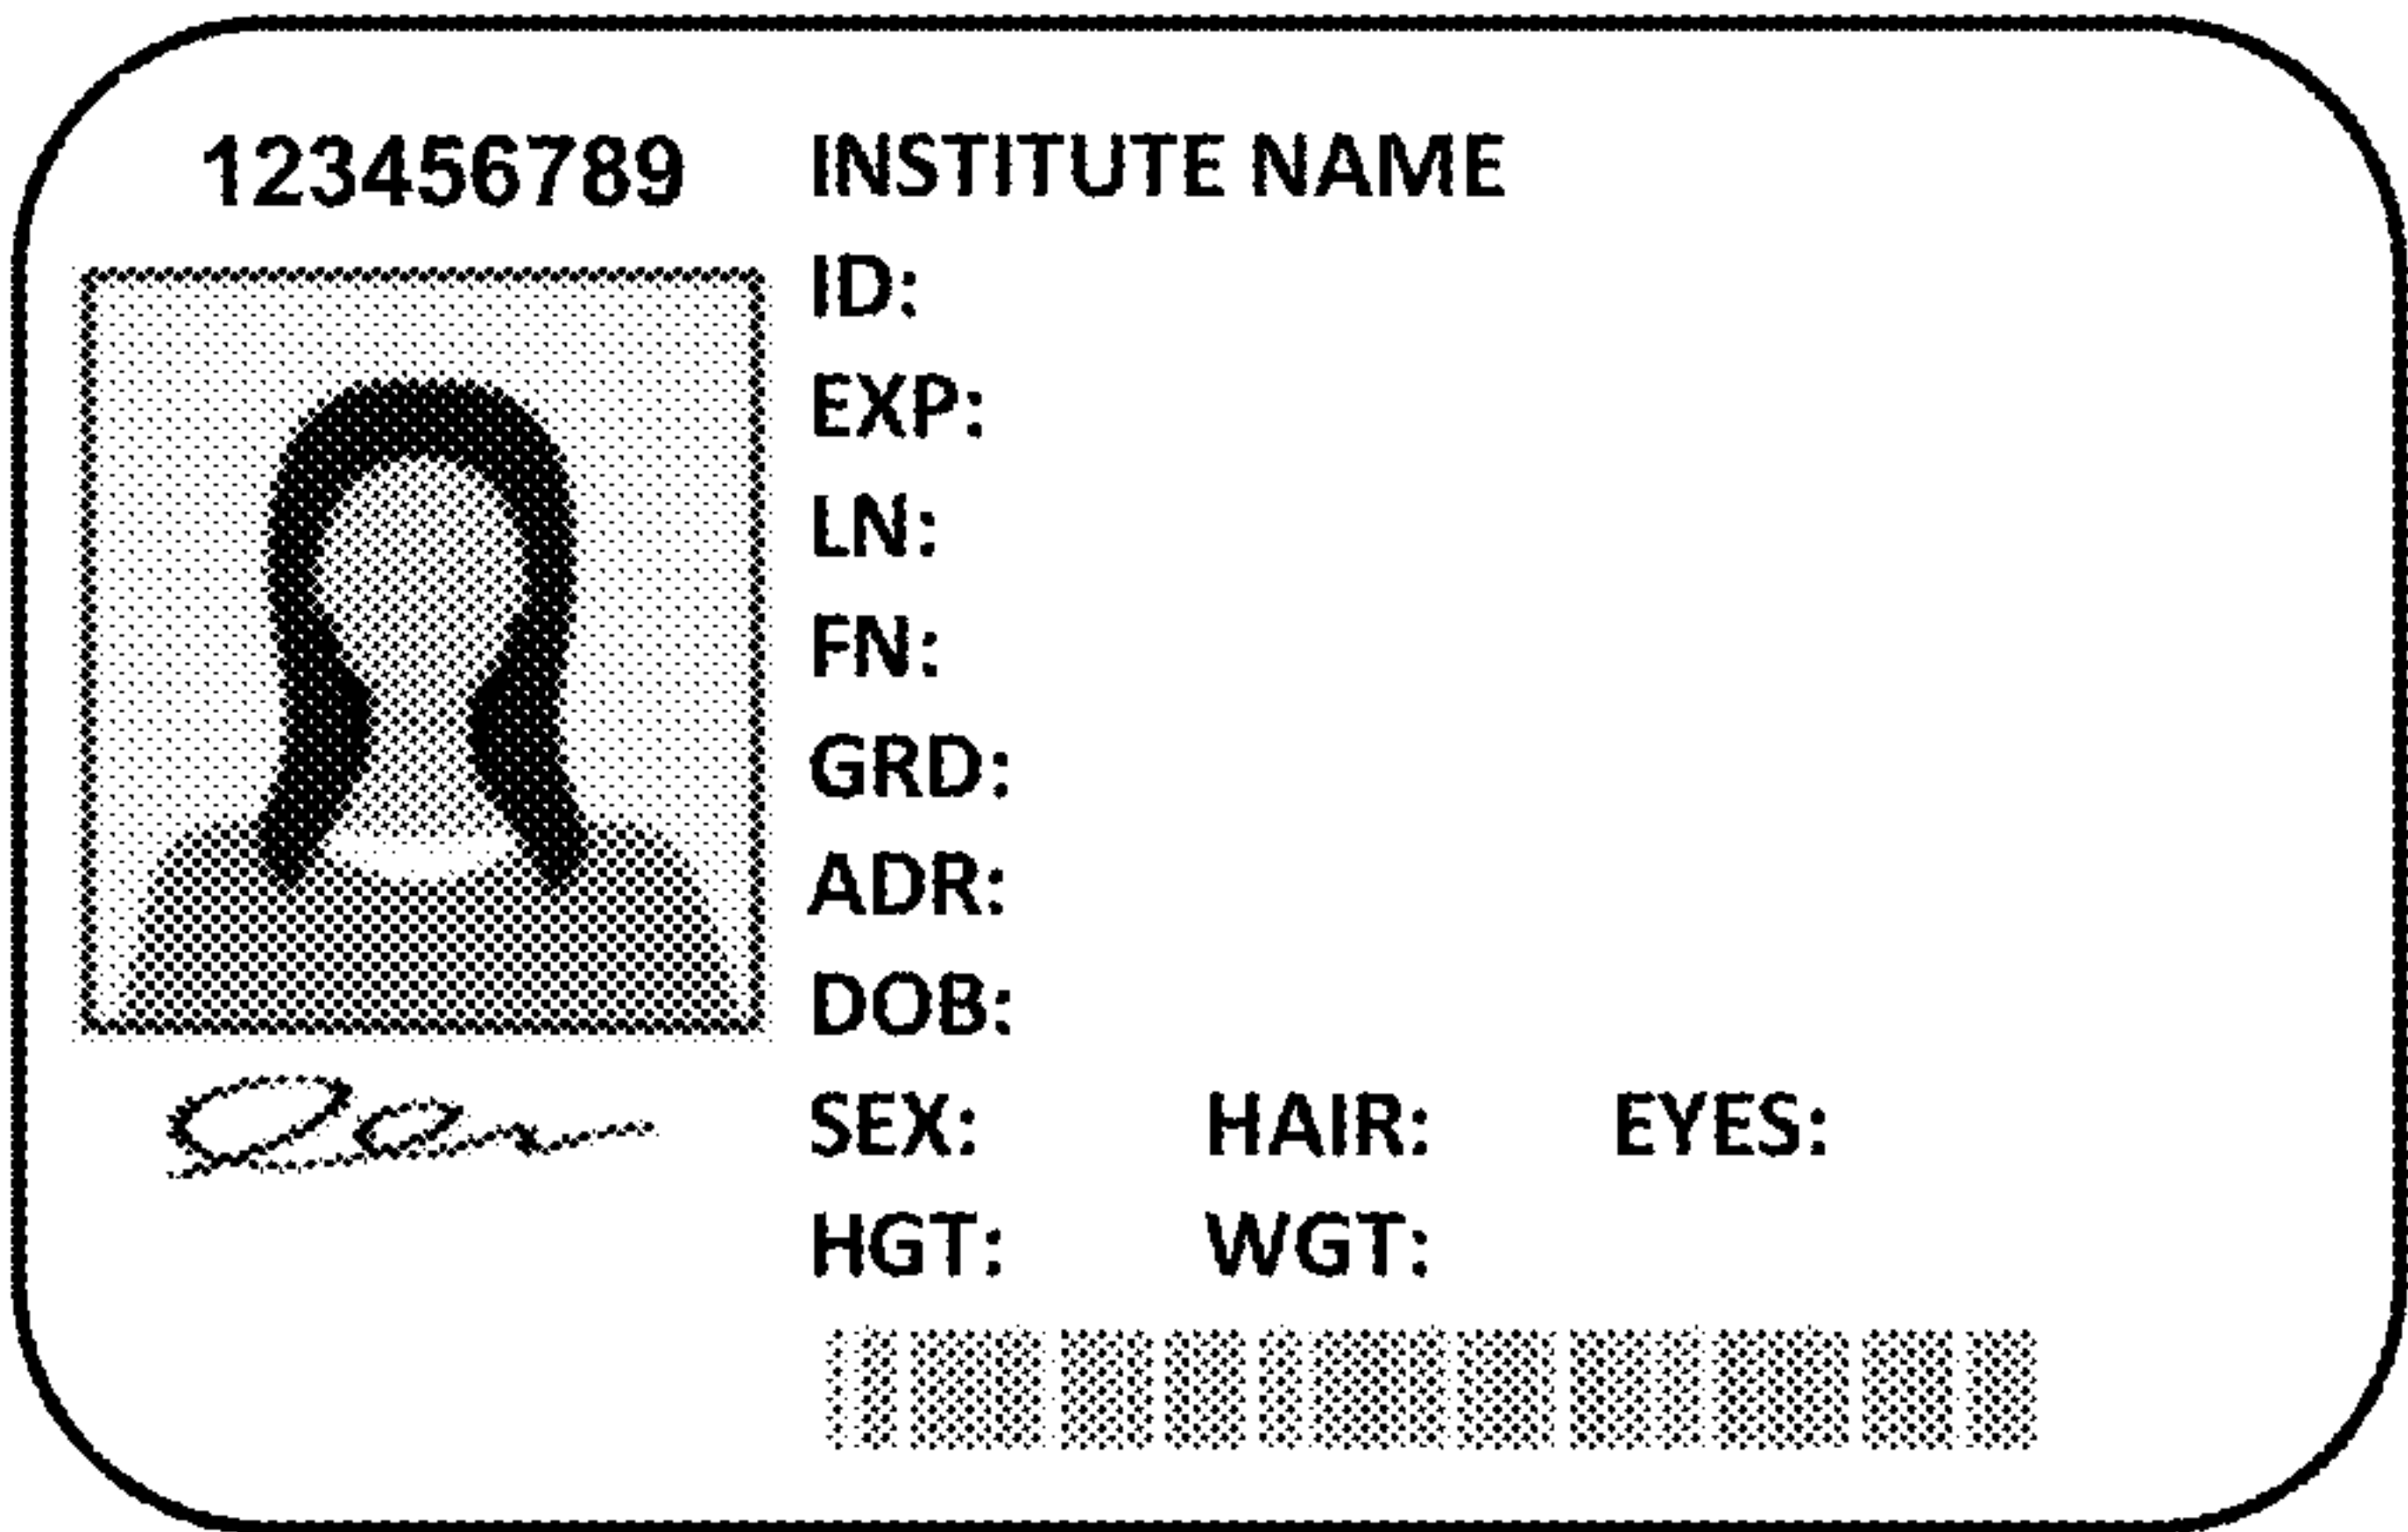 123456789
INSTITUTE NAME
ID:
EXP:
LN:
FN:
GRD:
ADR:
DOB:
SEX: HAIR: EYES:
HGT: WGT: